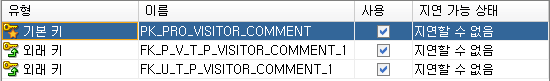 유형 이름 사용 지연 가능 상태
기본 키 PK_PRO_VISITOR_COMMENT 지연할 수 없음
외래 키 FK_P_V_T_P_VISITOR_COMMENT_1 지연할 수 없음
외래 키 FK_U_T_P_VISITOR_COMMENT_1 지연할 수 없음